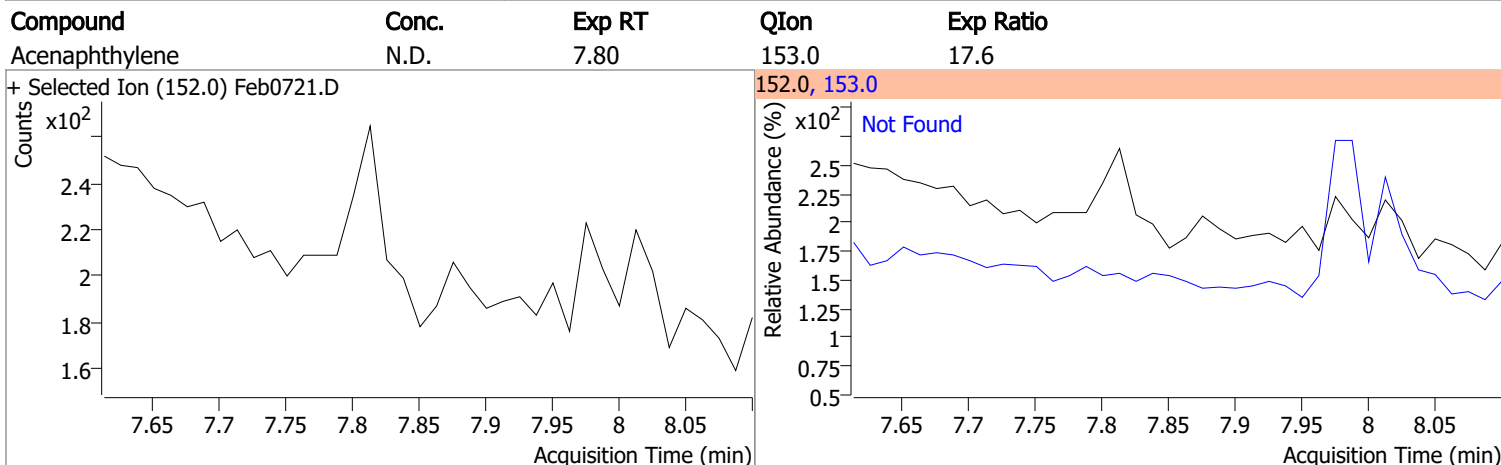 Compound Conc. Exp RT QIon Exp Ratio
Acenaphthylene N.D. 7.80 153.0 17.6
+ Selected Ion (152.0) Feb0721.D
Counts
x10²
2.4
2.2
2
1.8
1.6
7.65 7.7 7.75 7.8 7.85 7.9 7.95 8 8.05
Acquisition Time (min)
152.0, 153.0
Relative Abundance (%)
x10²
Not Found
2.5
2.25
2
1.75
1.5
1.25
1
0.75
0.5
7.65 7.7 7.75 7.8 7.85 7.9 7.95 8 8.05
Acquisition Time (min)